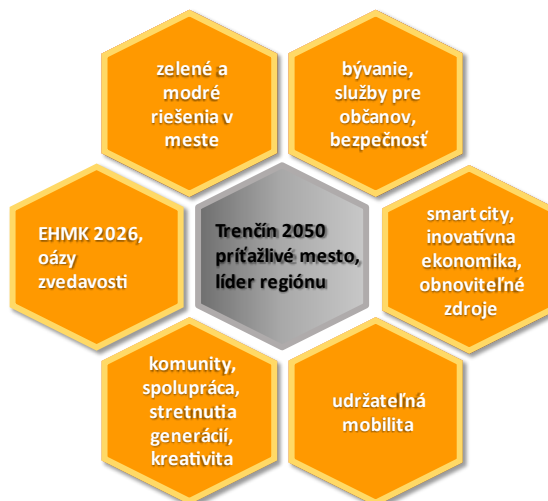 zelené a
modré
riešenia v
meste
bývanie,
služby pre
občanov,
bezpečnosť
EHMK 2026,
oázy
zvedavosti
Trenčín 2050
príťažlivé mesto,
líder regiónu
smart city,
inovatívna
ekonomika,
obnoviteľné
zdroje
komunity,
spolupráca,
stretnutia
generácií,
kreativita
udržateľná
mobilita